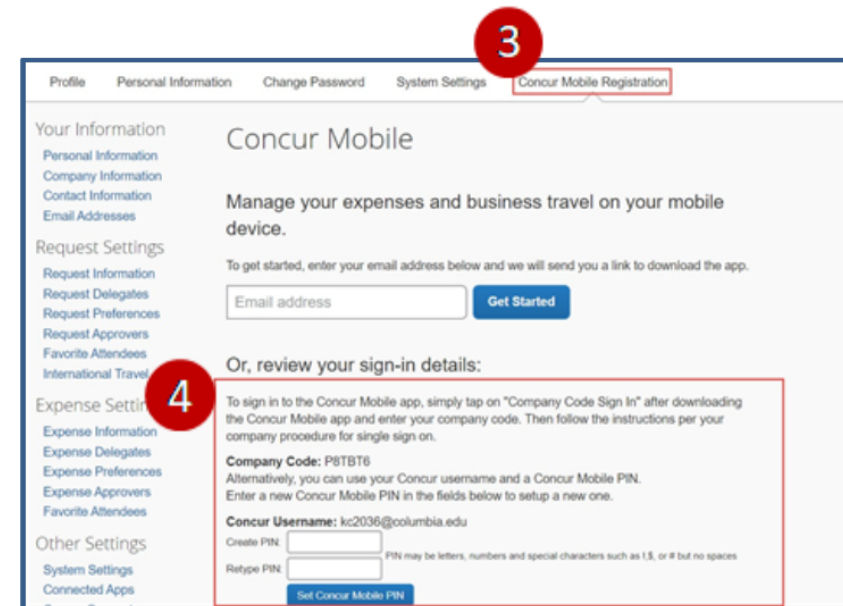 3
Profile Personal Information Change Password System Settings Concur Mobile Registration
Your Information
Personal Information
Company Information
Contact Information
Email Addresses
Request Settings
Request Information
Request Delegates
Request Preferences
Request Approvers
Favorite Attendees
International Travel
Expense Settin
Expense Information
Expense Delegates
Expense Preferences
Expense Approvers
Favorite Attendees
Other Settings
System Settings
Connected Apps
Concur Mobile
Manage your expenses and business travel on your mobile
device.
To get started, enter your email address below and we will send you a link to download the app.
Email address Get Started
Or, review your sign-in details:
4
To sign in to the Concur Mobile app, simply tap on "Company Code Sign In" after downloading
the Concur Mobile app and enter your company code. Then follow the instructions per your
company procedure for single sign on.
Company Code: P8TBT6
Alternatively, you can use your Concur username and a Concur Mobile PIN.
Enter a new Concur Mobile PIN in the fields below to setup a new one.
Concur Username: kc2036@columbia.edu
Create PIN:
PIN may be letters, numbers and special characters such as !,$, or # but no spaces
Retype PIN:
Set Concur Mobile PIN